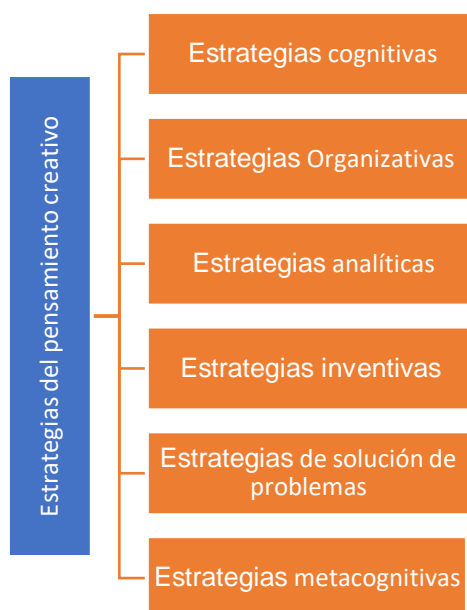 Estrategias del pensamiento creativo
Estrategias cognitivas
Estrategias Organizativas
Estrategias analíticas
Estrategias inventivas
Estrategias de solución de
problemas
Estrategias metacognitivas